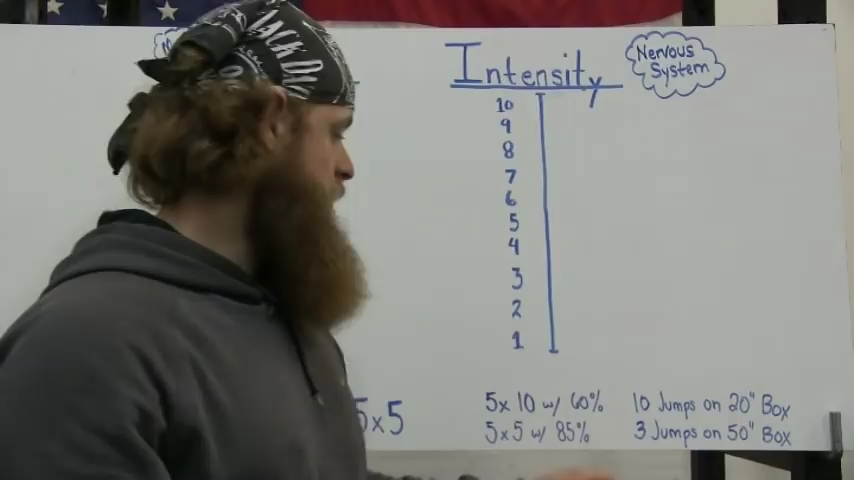 Intensity
Nervous
System
10
9
8
7
6
5
4
3
2
1
5x5
5x 10 w/ 60% 10 Jumps on 20" Box
5x5 w/ 85% 3 Jumps on 50" Box